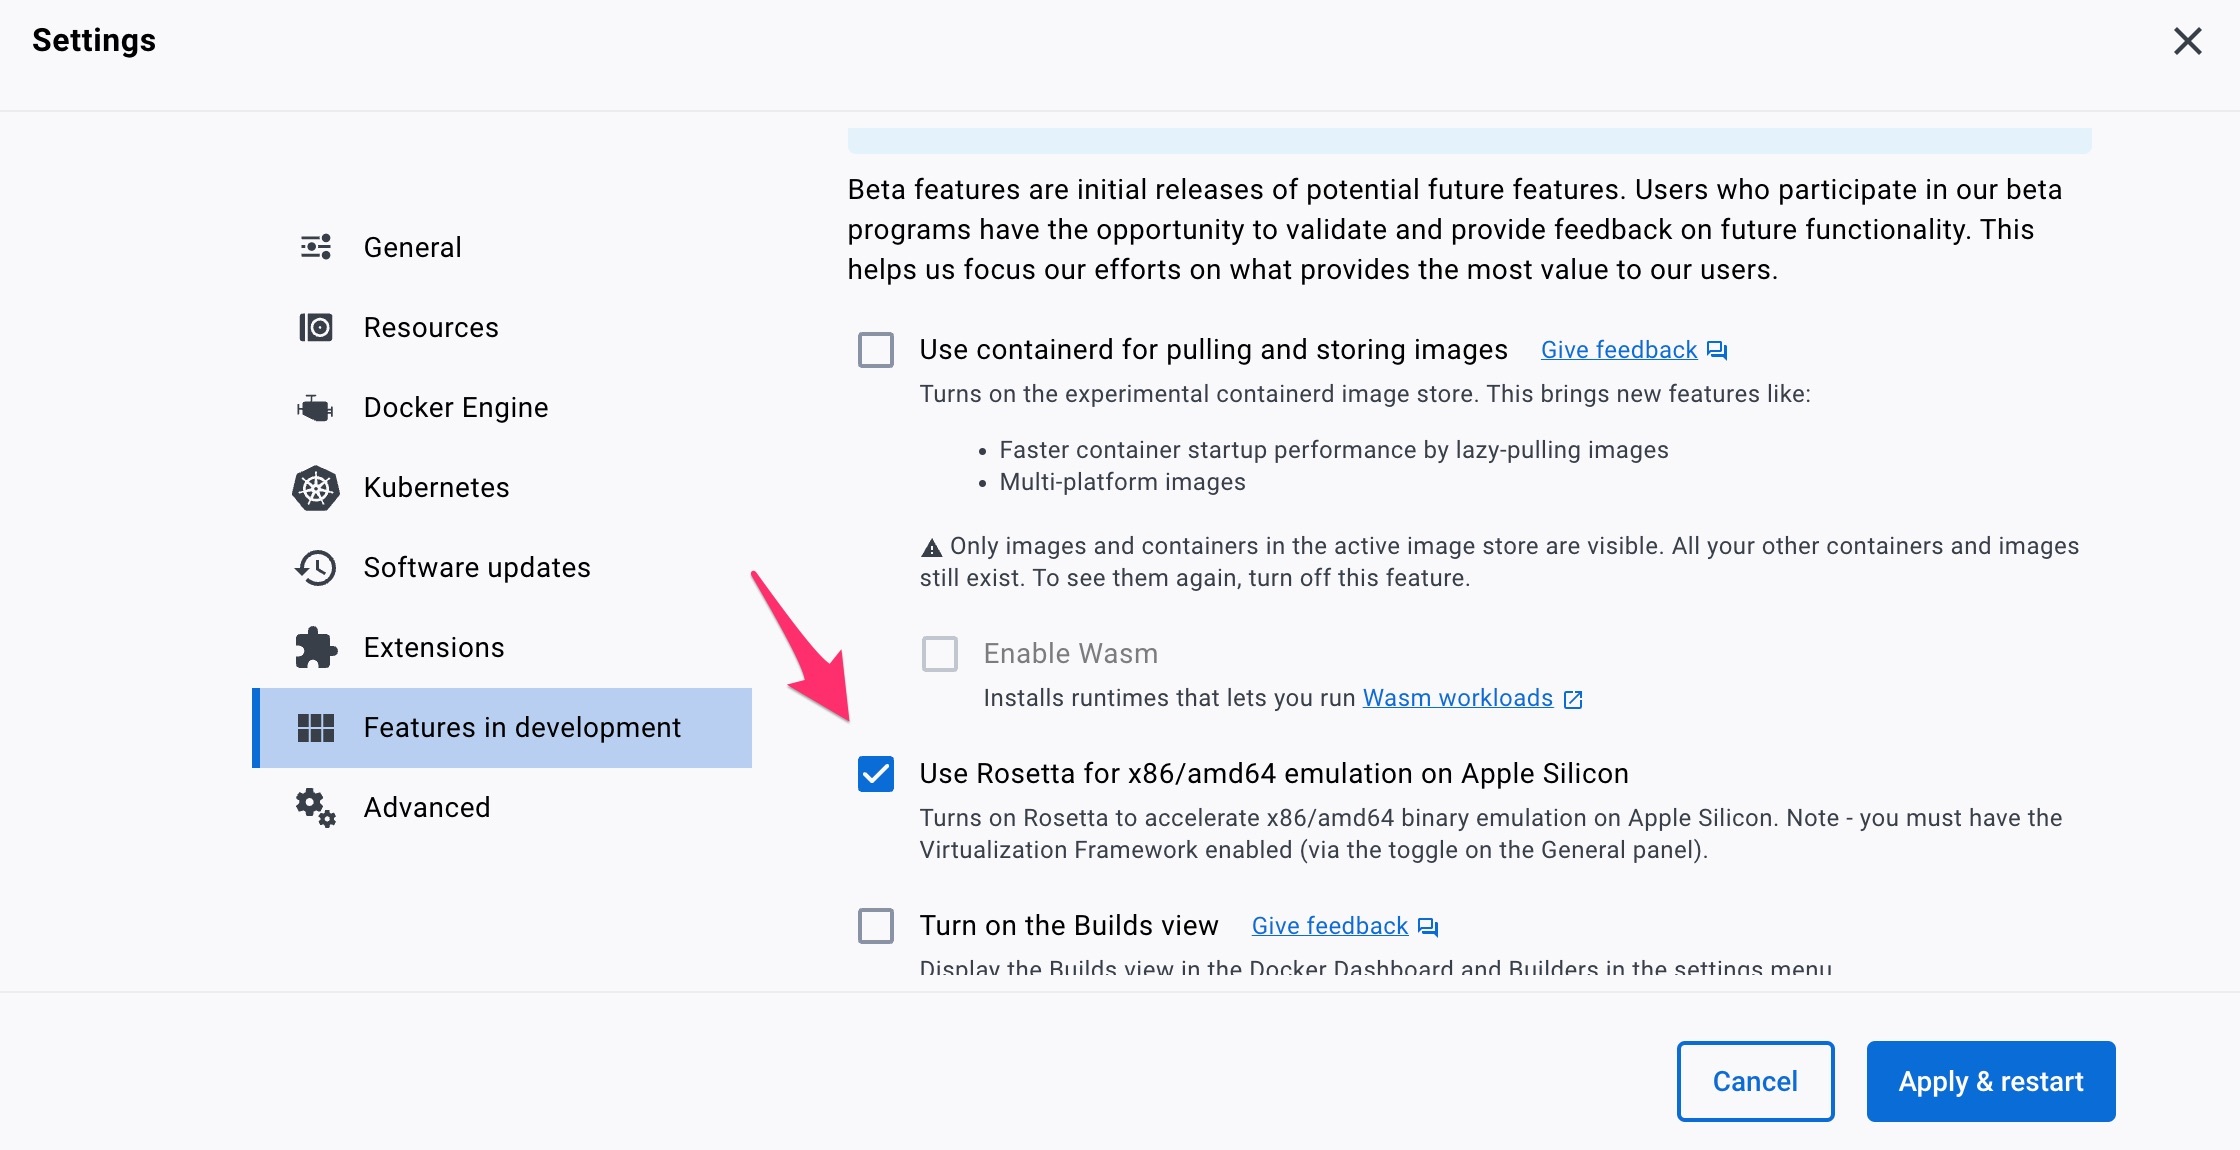 Settings
General
Resources
Docker Engine
Kubernetes
Software updates
Extensions
Features in development
Advanced
Beta features are initial releases of potential future features. Users who participate in our beta
programs have the opportunity to validate and provide feedback on future functionality. This
helps us focus our efforts on what provides the most value to our users.
Use containerd for pulling and storing images Give feedback
Turns on the experimental containerd image store. This brings new features like:
• Faster container startup performance by lazy-pulling images
• Multi-platform images
Only images and containers in the active image store are visible. All your other containers and images
still exist. To see them again, turn off this feature.
Enable Wasm
Installs runtimes that lets you run Wasm workloads
Use Rosetta for x86/amd64 emulation on Apple Silicon
Turns on Rosetta to accelerate x86/amd64 binary emulation on Apple Silicon. Note - you must have the
Virtualization Framework enabled (via the toggle on the General panel).
Turn on the Builds view Give feedback
Display the Builds view in the Docker Dashboard and Builders in the settings menu
Cancel
Apply & restart